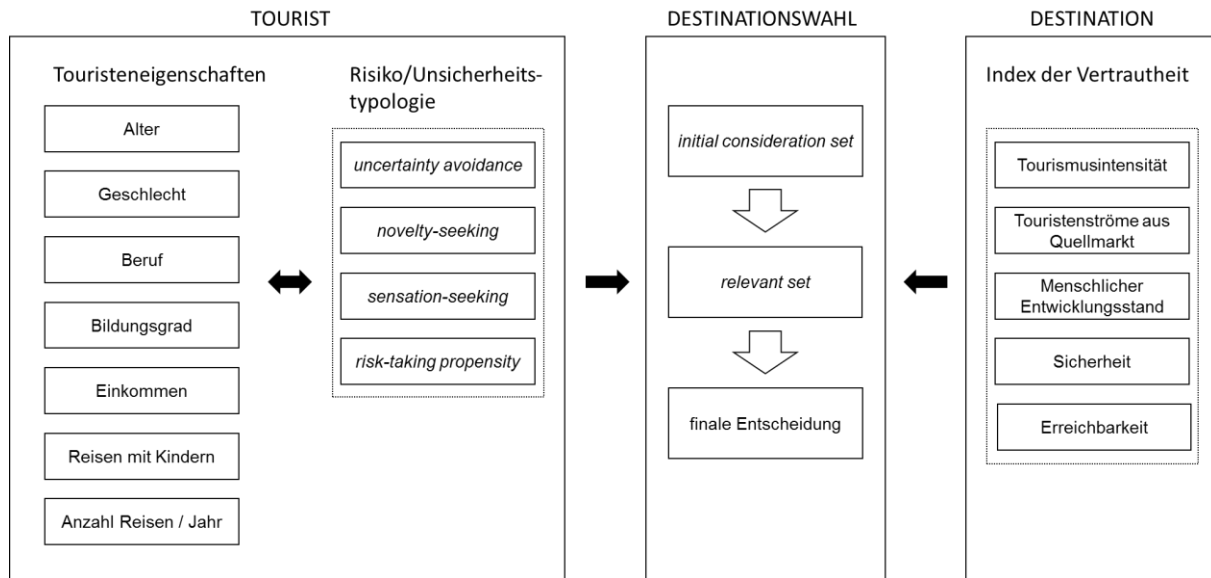 TOURIST
Touristeneigenschaften
Alter
Geschlecht
Beruf
Bildungsgrad
Einkommen
Reisen mit Kindern
Anzahl Reisen / Jahr
Risiko/Unsicherheits-
typologie
uncertainty avoidance
novelty-seeking
sensation-seeking
risk-taking propensity
DESTINATIONSWAHL
initial consideration set
relevant set
finale Entscheidung
DESTINATION
Index der Vertrautheit
Tourismusintensität
Touristenströme aus
Quellmarkt
Menschlicher
Entwicklungsstand
Sicherheit
Erreichbarkeit